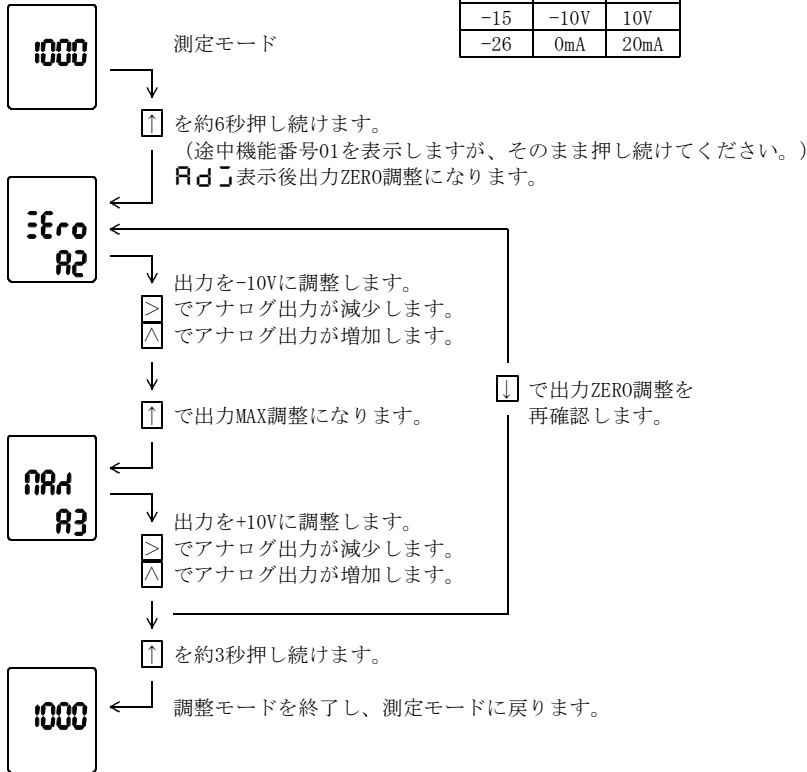 -15 -10V 10V
-26 0mA 20mA
1000
測定モード
↑ を約6秒押し続けます。
(途中機能番号01を表示しますが、そのまま押し続けてください。)
表示後出力ZERO調整になります。
A2
出力を-10Vに調整します。
> でアナログ出力が減少します。
∧ でアナログ出力が増加します。
↑ で出力MAX調整になります。
↓ で出力ZERO調整を
再確認します。
A3
出力を+10Vに調整します。
> でアナログ出力が減少します。
∧ でアナログ出力が増加します。
↑ を約3秒押し続けます。
1000
調整モードを終了し、測定モードに戻ります。